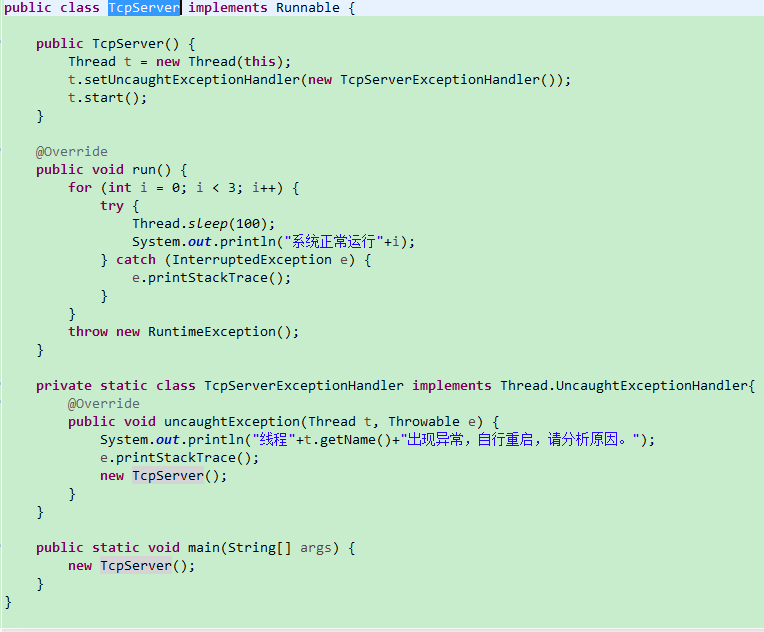 public class TcpServer implements Runnable {
public TcpServer() {
Thread t = new Thread(this);
t.setUncaughtExceptionHandler(new TcpServerExceptionHandler());
t.start();
}
@Override
public void run() {
for (int i = 0; i < 3; i++) {
try {
Thread.sleep(100);
System.out.println("系统正常运行"+i);
} catch (InterruptedException e) {
e.printStackTrace();
}
}
throw new RuntimeException();
}
private static class TcpServerExceptionHandler implements Thread.UncaughtExceptionHandler{
@Override
public void uncaughtException(Thread t, Throwable e) {
System.out.println("线程"+t.getName()+"出现异常，自行重启，请分析原因。");
e.printStackTrace();
new TcpServer();
}
}
public static void main(String[] args) {
new TcpServer();
}
}